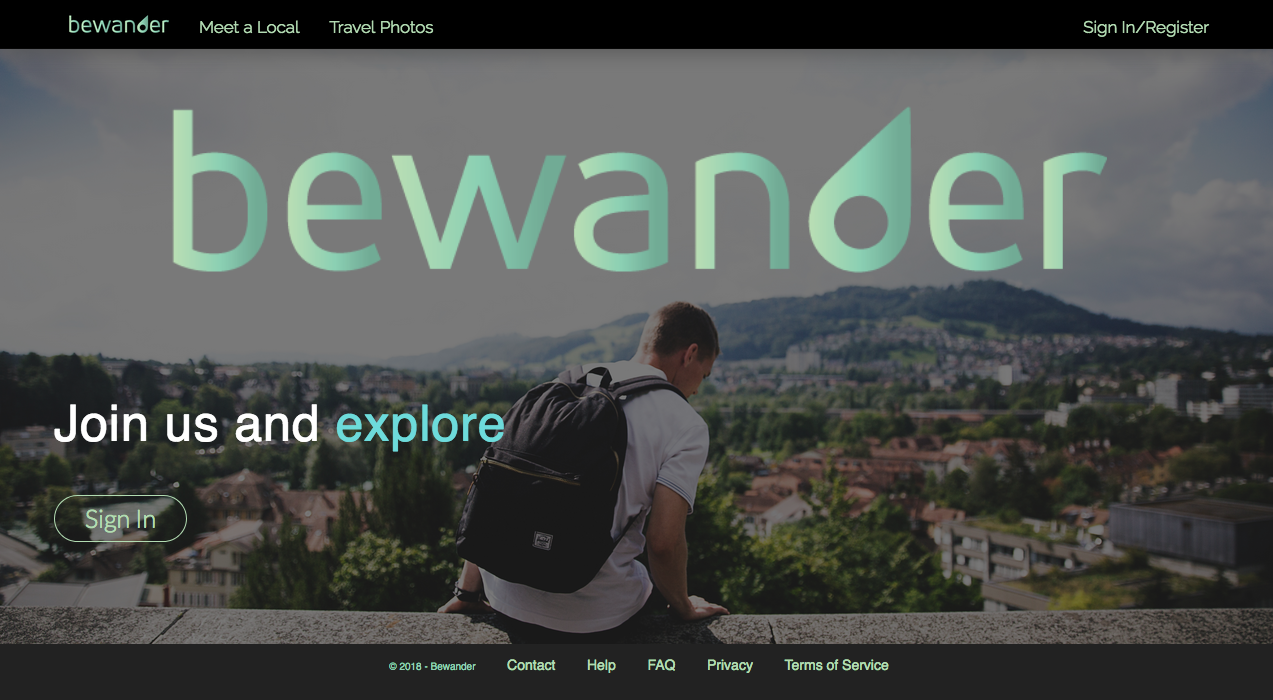 bewander Meet a Local Travel Photos Sign In/Register
bewander
Join us and explore
Sign In
© 2018 - Bewander Contact Help FAQ Privacy Terms of Service